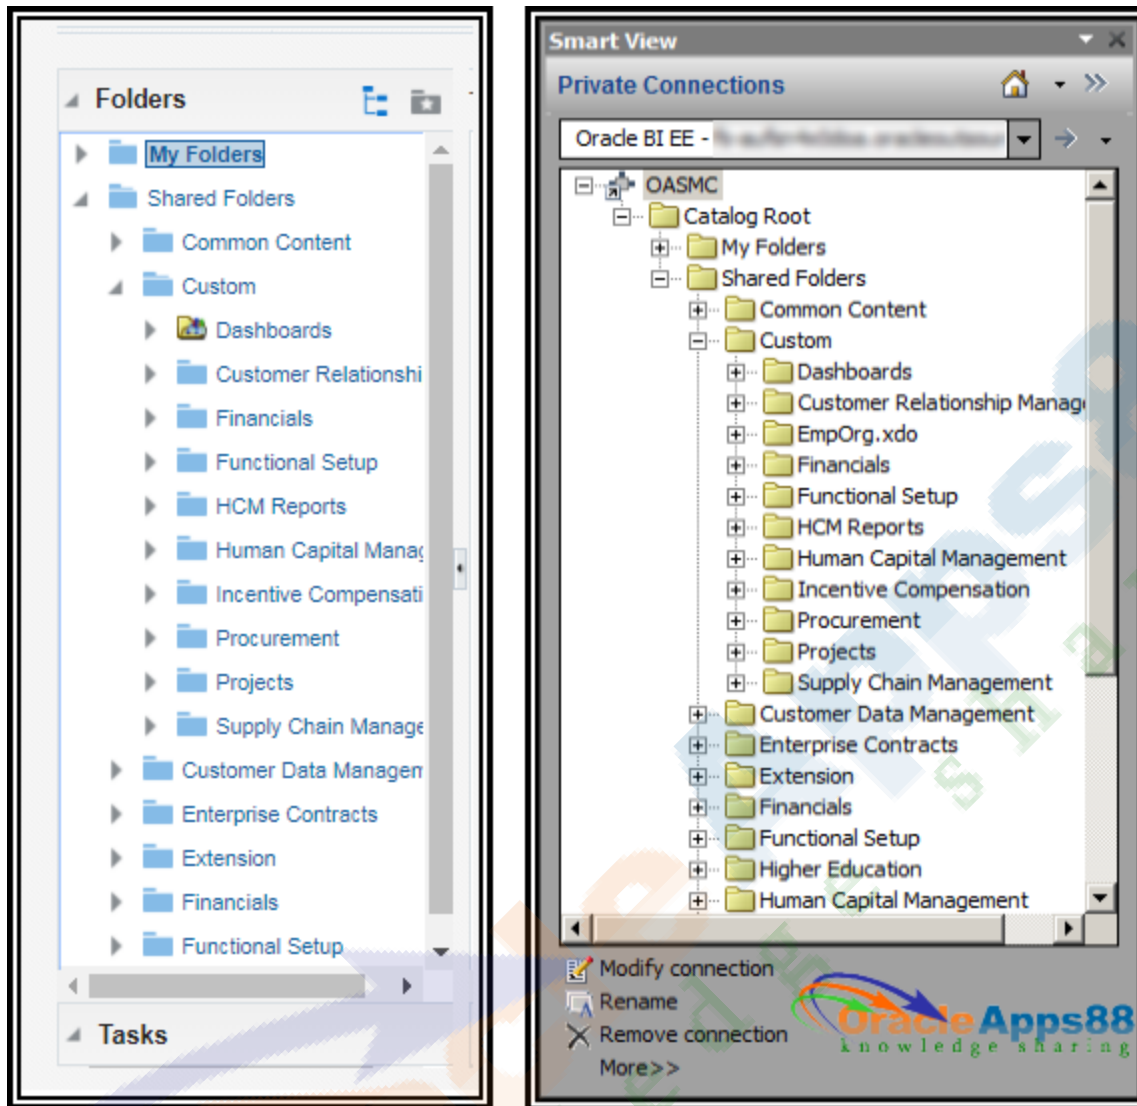 Folders
My Folders
Shared Folders
Common Content
Custom
Dashboards
Customer Relationshi
Financials
Functional Setup
HCM Reports
Human Capital Manag
Incentive Compensati
Procurement
Projects
Supply Chain Manage
Customer Data Managem
Enterprise Contracts
Extension
Financials
Functional Setup
Tasks
Smart View
Private Connections
Oracle BI EE -
OASMC
Catalog Root
My Folders
Shared Folders
Common Content
Custom
Dashboards
Customer Relationship Manage
EmpOrg.xdo
Financials
Functional Setup
HCM Reports
Human Capital Management
Incentive Compensation
Procurement
Projects
Supply Chain Management
Customer Data Management
Enterprise Contracts
Extension
Financials
Functional Setup
Higher Education
Human Capital Management
Modify connection
Rename
Remove connection
More>>
OracleApps88
knowledge sharing